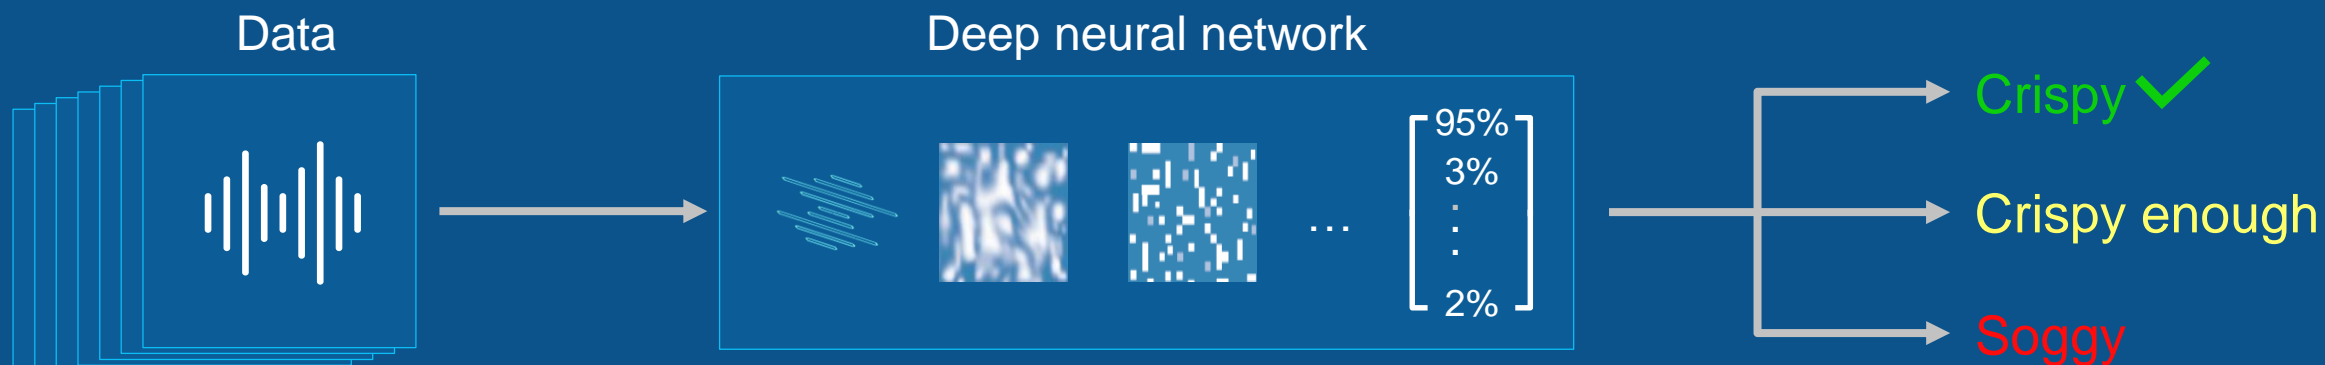 Data
Deep neural network
95%
3%
⋮
2%
...
Crispy
Crispy enough
Soggy